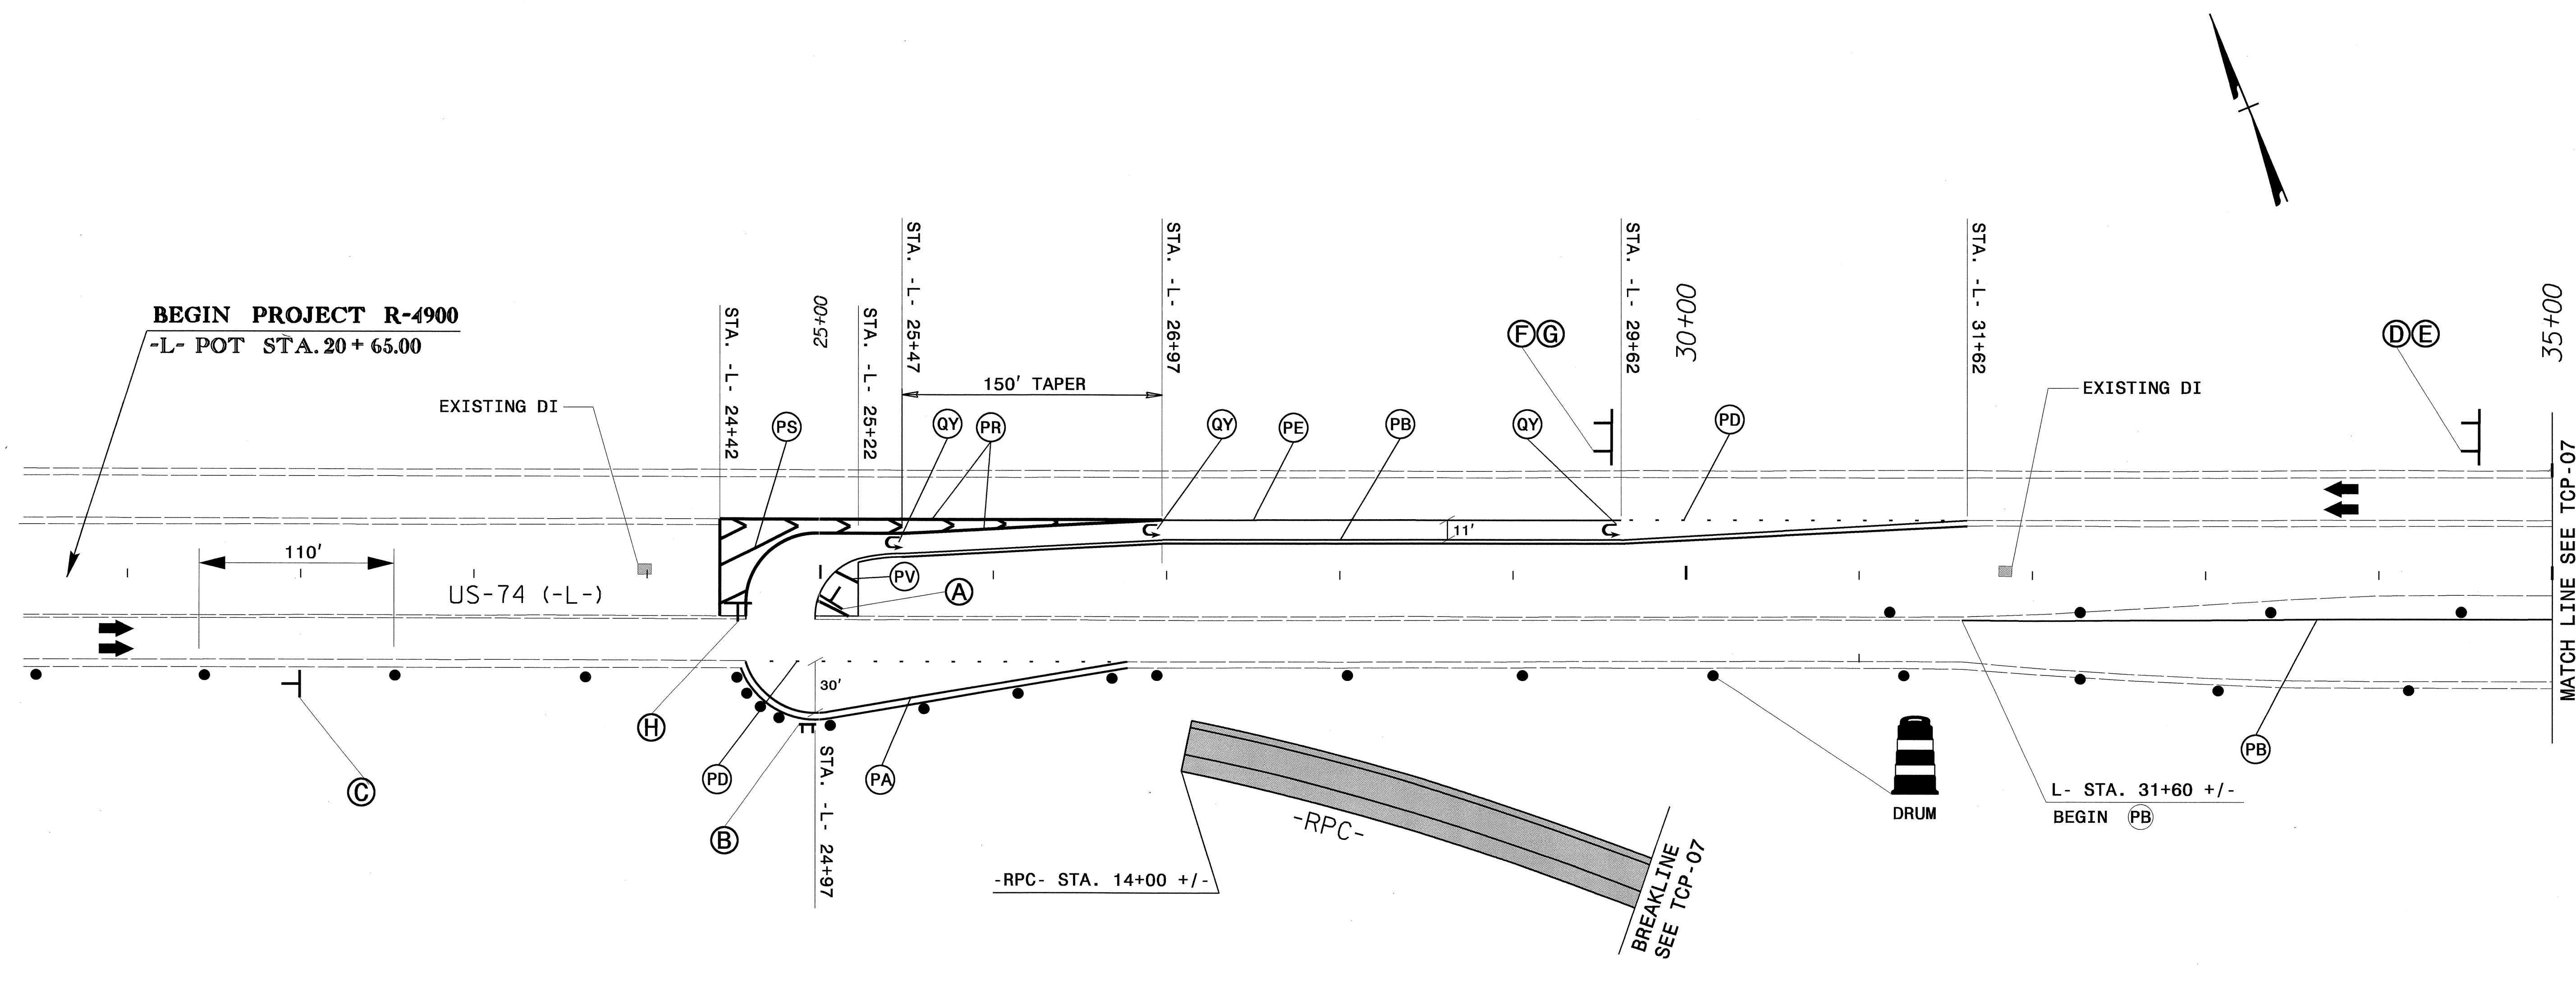 BEGIN PROJECT R-4900
-L- POT STA. 20+65.00
EXISTING DI
110'
US-74 (-L-)
STA. -L- 24+42
25+00
STA. -L- 25+22
STA. -L- 25+47
150' TAPER
STA. -L- 26+97
STA. -L- 29+62
30+00
STA. -L- 31+62
35+00
PS
QY
PR
QY
PE
PB
QY
F G
PD
EXISTING DI
D E
MATCH LINE SEE TCP-07
PV
A
11'
30'
H
PD
PA
C
B
STA. -L- 24+97
-RPC-
-RPC- STA. 14+00 +/-
BREAKLINE
SEE TCP-07
DRUM
PB
L- STA. 31+60 +/-
BEGIN PB